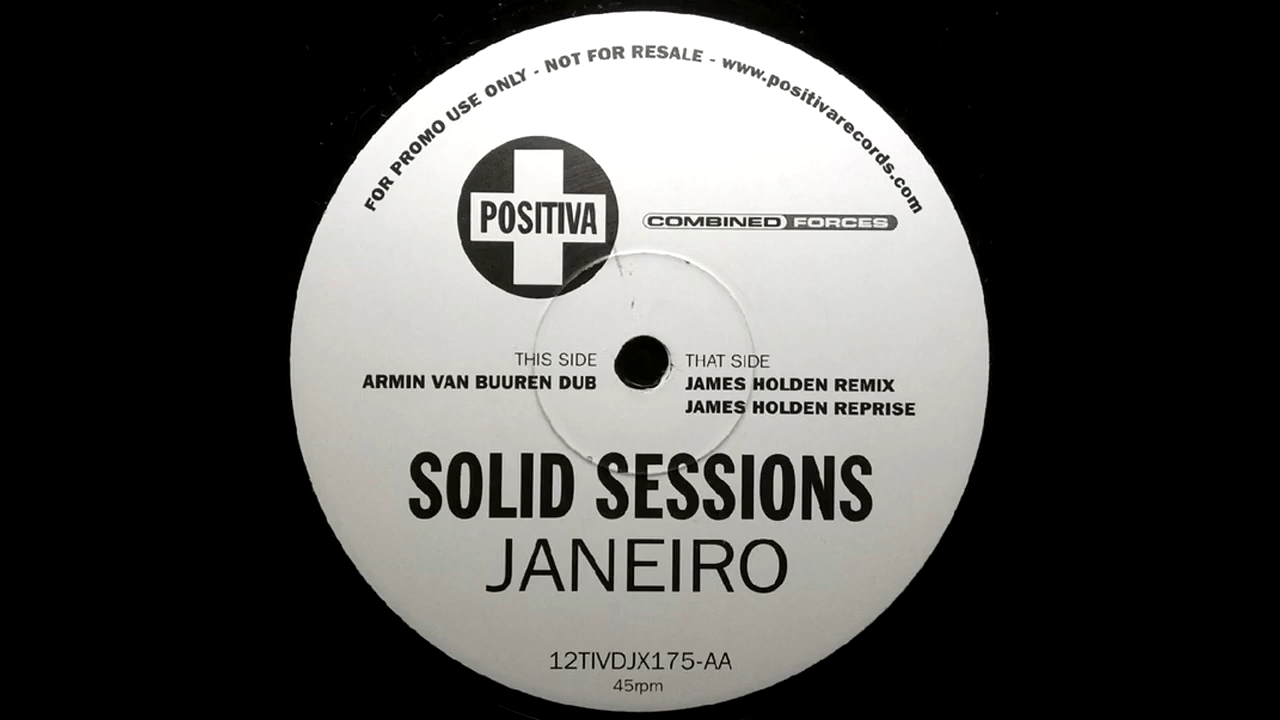 FOR PROMO USE ONLY - NOT FOR RESALE - www.positivarecords.com
POSITIVA
COMBINED FORCES
THIS SIDE
ARMIN VAN BUUREN DUB
THAT SIDE
JAMES HOLDEN REMIX
JAMES HOLDEN REPRISE
SOLID SESSIONS
JANEIRO
12TIVDJX175-AA
45rpm